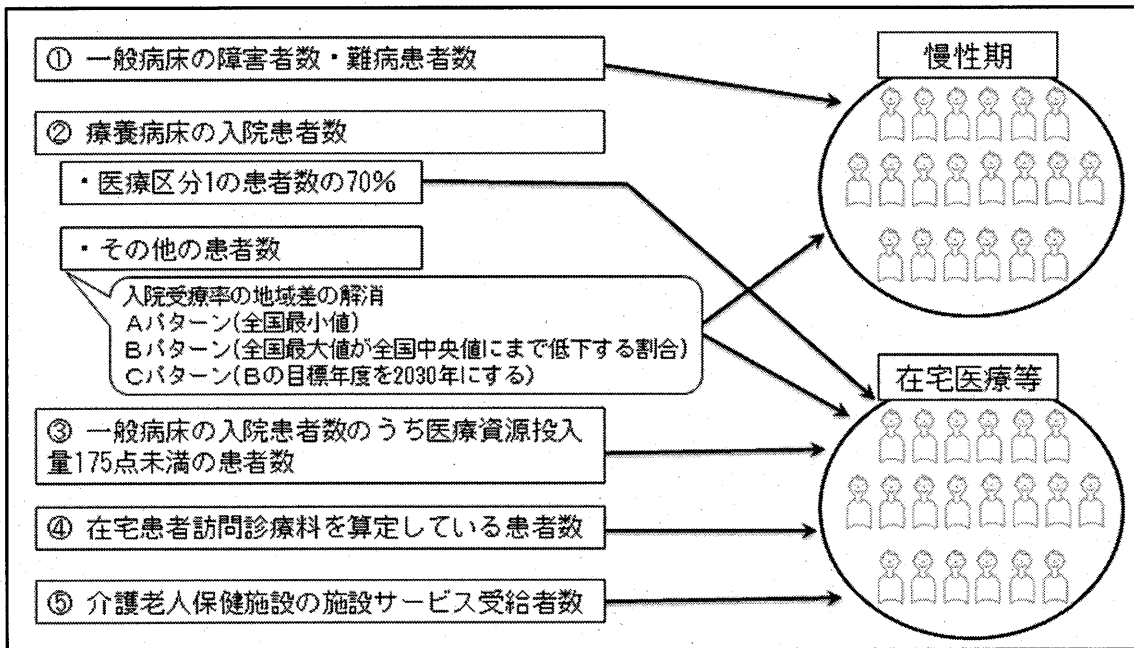 ① 一般病床の障害者数・難病患者数
② 療養病床の入院患者数
・医療区分1の患者数の70%
・その他の患者数
入院受療率の地域差の解消
Aパターン(全国最小値)
Bパターン(全国最大値が全国中央値にまで低下する割合)
Cパターン(Bの目標年度を2030年にする)
③ 一般病床の入院患者数のうち医療資源投入
量175点未満の患者数
④ 在宅患者訪問診療料を算定している患者数
⑤ 介護老人保健施設の施設サービス受給者数
慢性期
在宅医療等